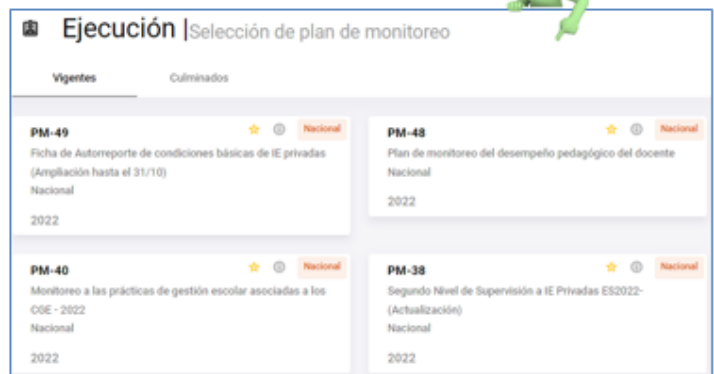 Ejecución | Selección de plan de monitoreo
Vigentes Culminados
PM-49 Nacional
Ficha de Autorreporte de condiciones básicas de IE privadas
(Ampliación hasta el 31/10)
Nacional
2022
PM-48 Nacional
Plan de monitoreo del desempeño pedagógico del docente
Nacional
2022
PM-40 Nacional
Monitoreo a las prácticas de gestión escolar asociadas a los
CGE - 2022
Nacional
2022
PM-38 Nacional
Segundo Nivel de Supervisión a IE Privadas ES2022-
(Actualización)
Nacional
2022